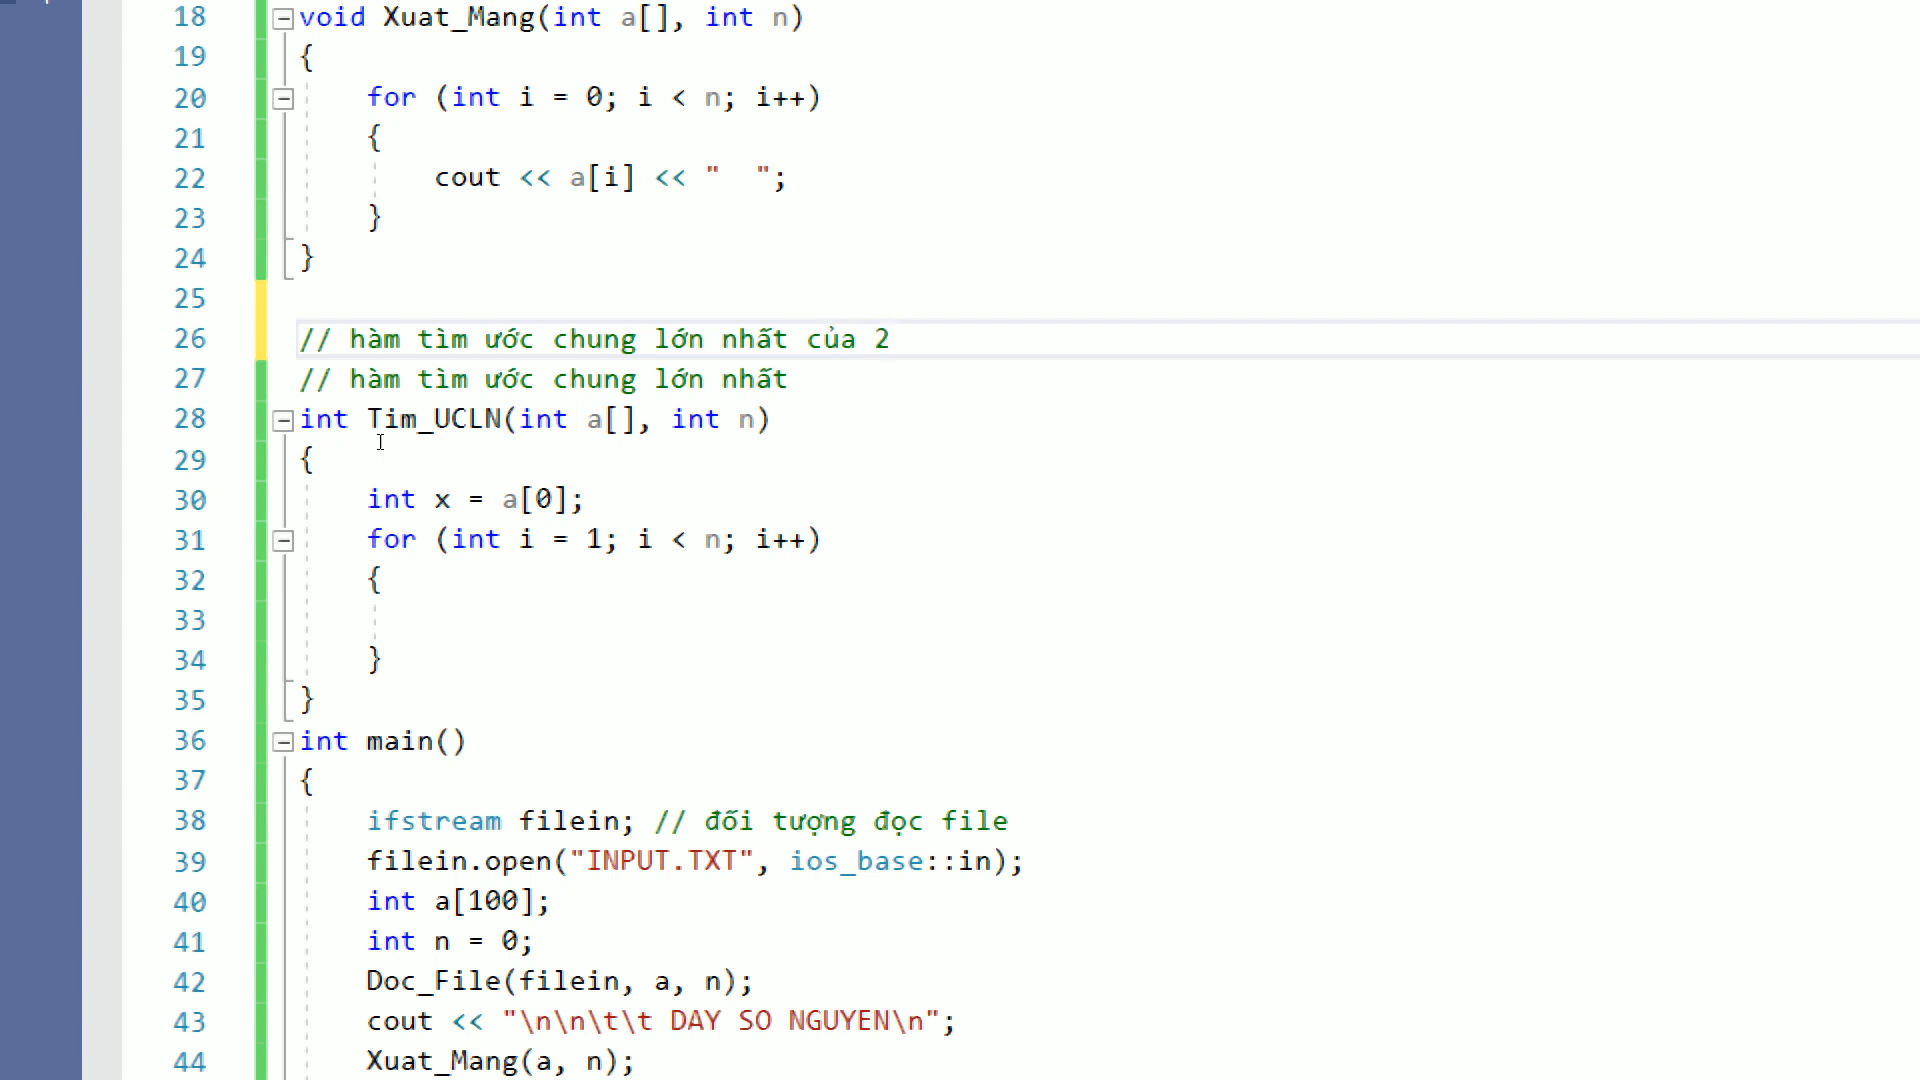 18 void Xuat_Mang(int a[], int n)
19 {
20 for (int i = 0; i < n; i++)
21 {
22 cout << a[i] << "  ";
23 }
24 }
25
26 // hàm tìm ước chung lớn nhất của 2
27 // hàm tìm ước chung lớn nhất
28 int Tim_UCLN(int a[], int n)
29 {
30 int x = a[0];
31 for (int i = 1; i < n; i++)
32 {
33
34 }
35 }
36 int main()
37 {
38 ifstream filein; // đối tượng đọc file
39 filein.open("INPUT.TXT", ios_base::in);
40 int a[100];
41 int n = 0;
42 Doc_File(filein, a, n);
43 cout << "\n\n\t\t DAY SO NGUYEN\n";
44 Xuat_Mang(a, n);